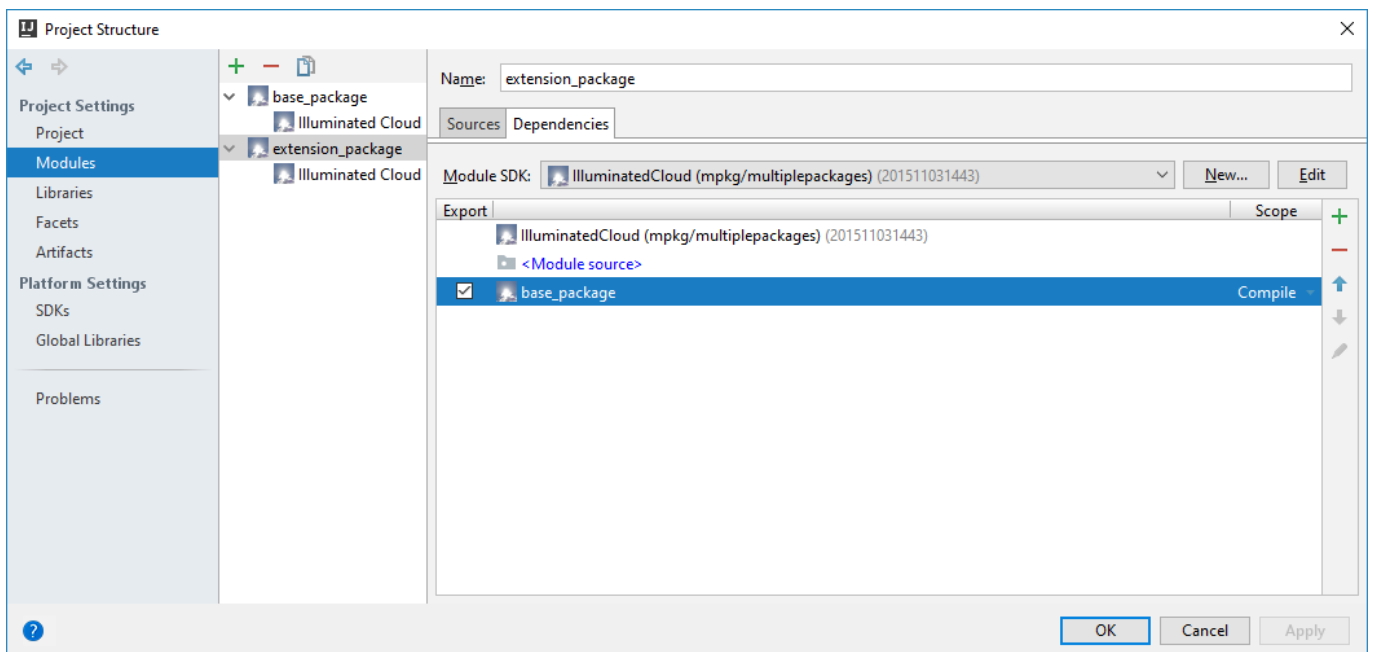 IJ Project Structure
Project Settings
Project
Modules
Libraries
Facets
Artifacts
Platform Settings
SDKs
Global Libraries
Problems
base_package
Illuminated Cloud
extension_package
Illuminated Cloud
Name: extension_package
Sources Dependencies
Module SDK: IlluminatedCloud (mpkg/multiplepackages) (201511031443) New... Edit
Export Scope
IlluminatedCloud (mpkg/multiplepackages) (201511031443)
<Module source>
base_package Compile
? OK Cancel Apply